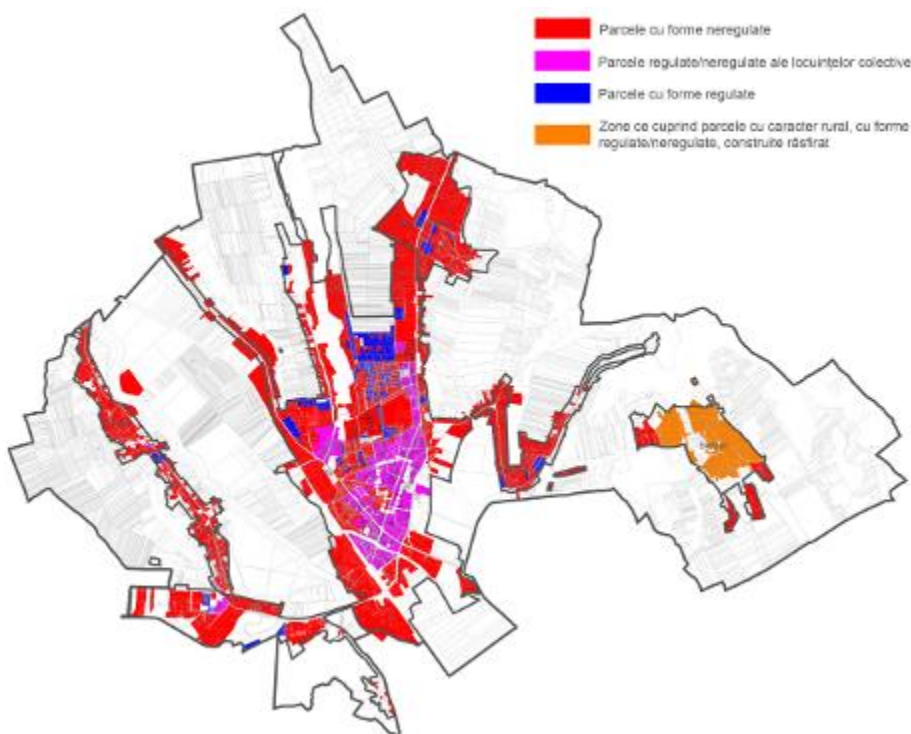 Parcele cu forme neregulate
Parcele regulate/neregulate ale locuințelor colective
Parcele cu forme regulate
Zone ce cuprind parcele cu caracter rural, cu forme
regulate/neregulate, construite răsfirat